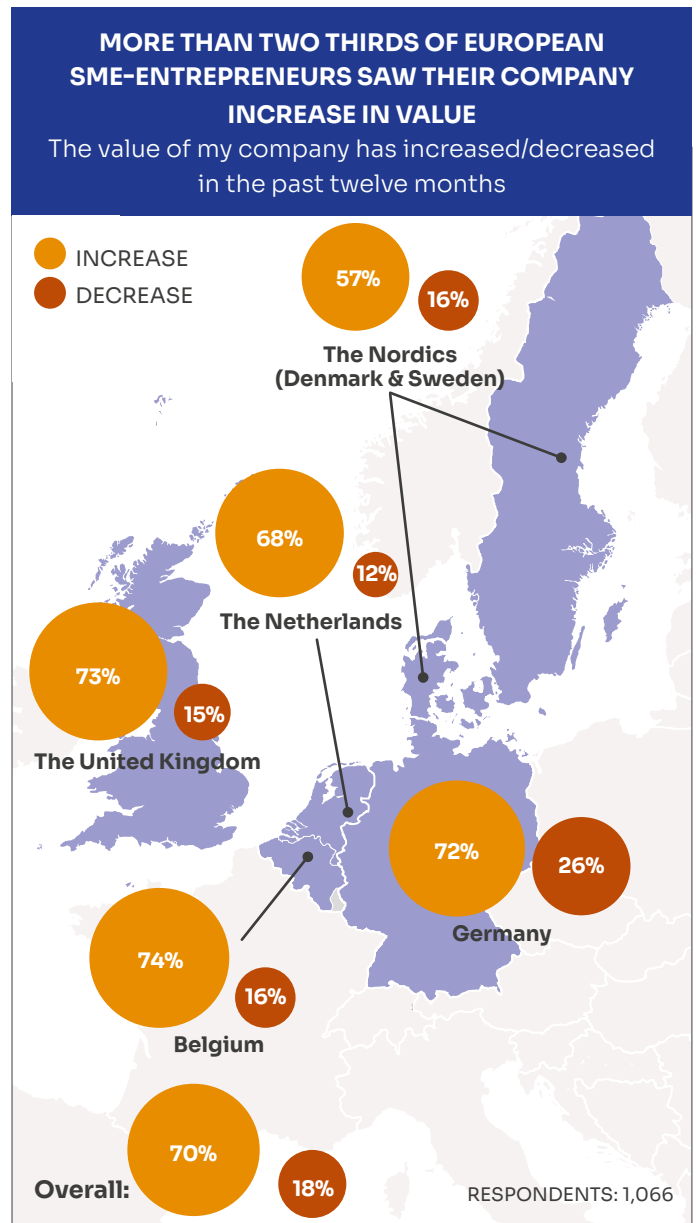 MORE THAN TWO THIRDS OF EUROPEAN
SME-ENTREPRENEURS SAW THEIR COMPANY
INCREASE IN VALUE
The value of my company has increased/decreased
in the past twelve months
INCREASE
DECREASE
57%
16%
The Nordics
(Denmark & Sweden)
68%
12%
The Netherlands
73%
15%
The United Kingdom
72%
26%
Germany
74%
16%
Belgium
70%
18%
Overall:
RESPONDENTS: 1,066